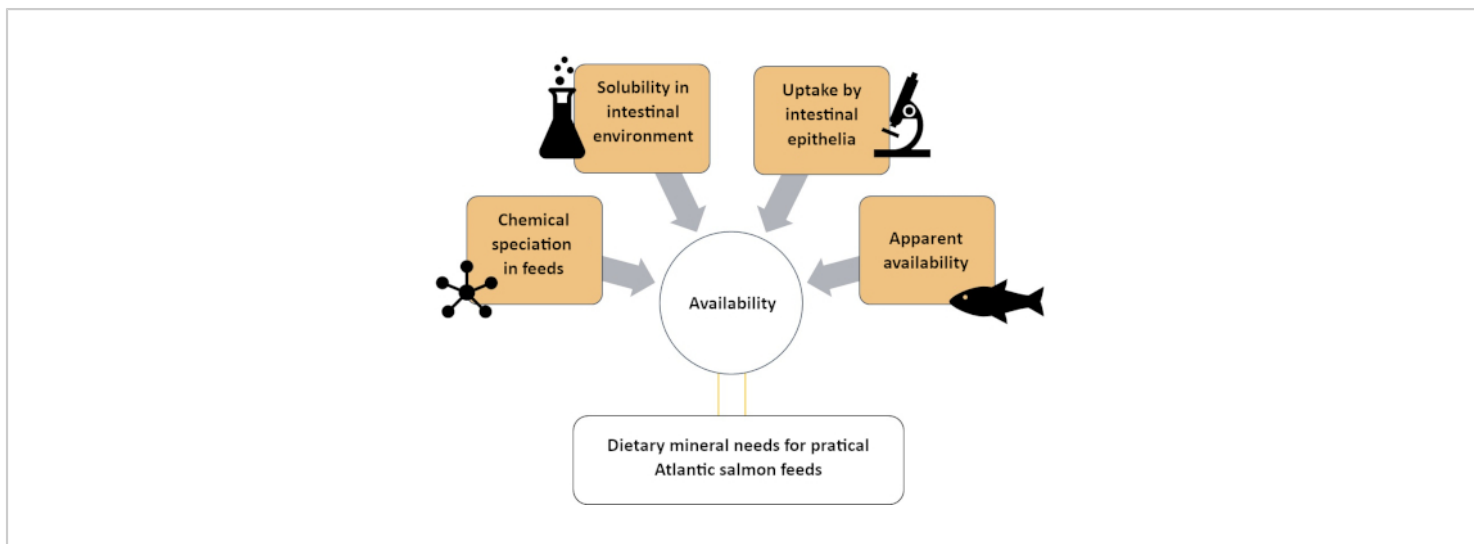 Solubility in
intestinal
environment
Uptake by
intestinal
epithelia
Chemical
speciation
in feeds
Apparent
availability
Availability
Dietary mineral needs for pratical
Atlantic salmon feeds